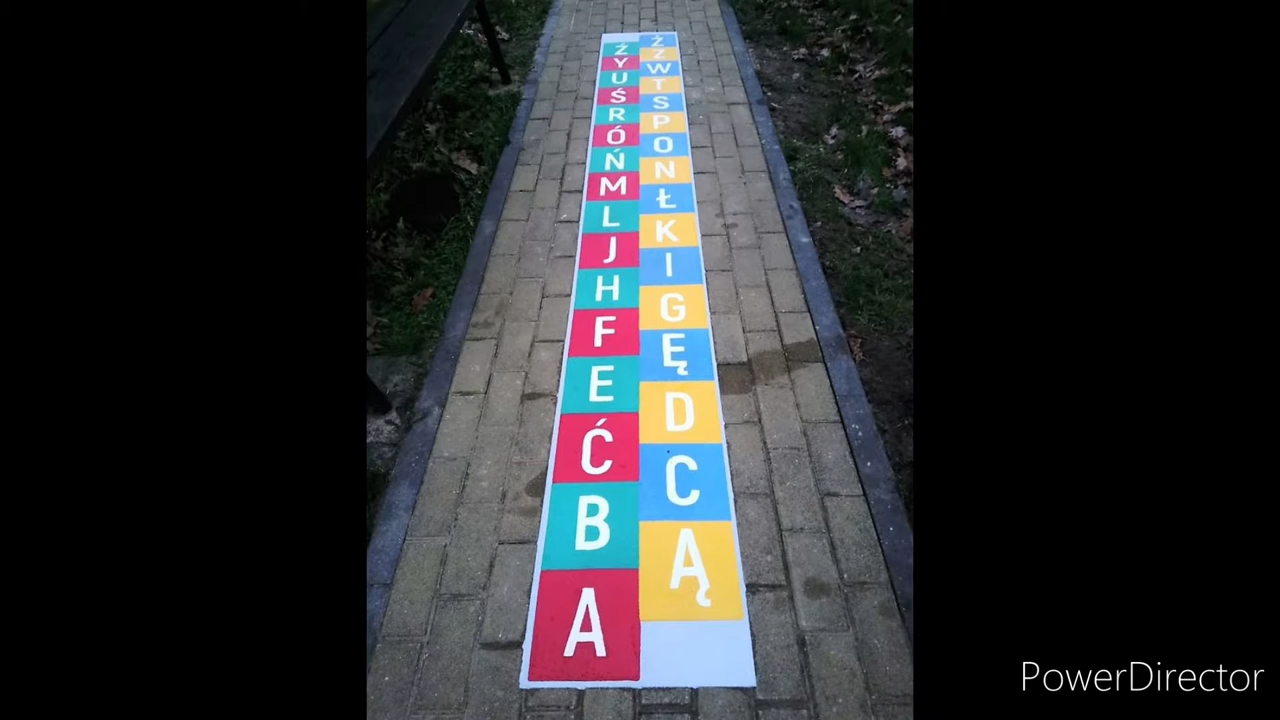 Ź Ż
Y Z
U W
Ś T
R S
Ó P
Ń O
M N
L Ł
J K
H I
F G
E Ę
Ć D
B C
A Ą
PowerDirector